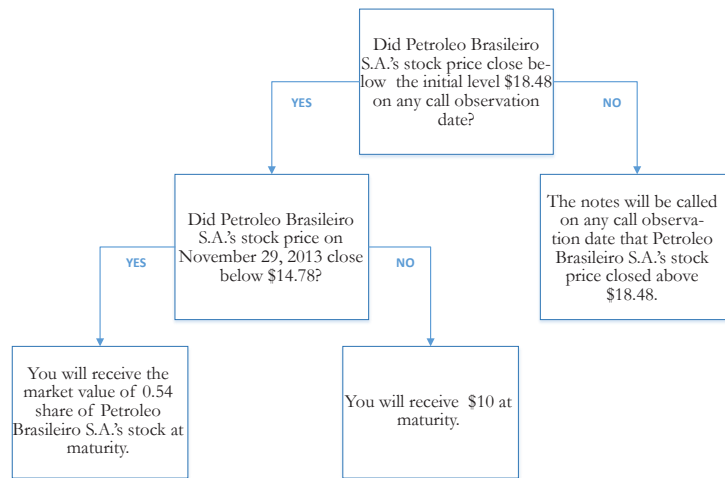 Did Petroleo Brasileiro
S.A.'s stock price close be-
low the initial level $18.48
on any call observation
date?
YES
NO
Did Petroleo Brasileiro
S.A.'s stock price on
November 29, 2013 close
below $14.78?
The notes will be called
on any call observa-
tion date that Petroleo
Brasileiro S.A.'s stock
price closed above
$18.48.
YES
NO
You will receive the
market value of 0.54
share of Petroleo
Brasileiro S.A.'s stock at
maturity.
You will receive $10 at
maturity.